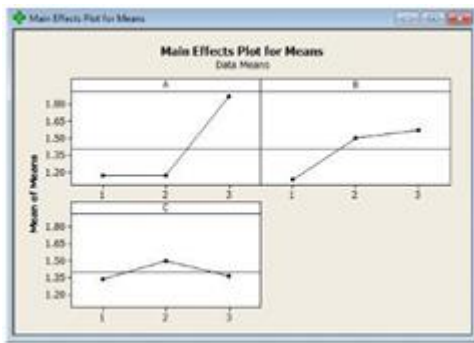 Main Effects Plot for Means
Main Effects Plot for Means
Data Means
A
B
1.80
1.65
1.50
1.35
1.20
1 2 3
1 2 3
Mean of Means
C
1.80
1.65
1.50
1.35
1.20
1 2 3